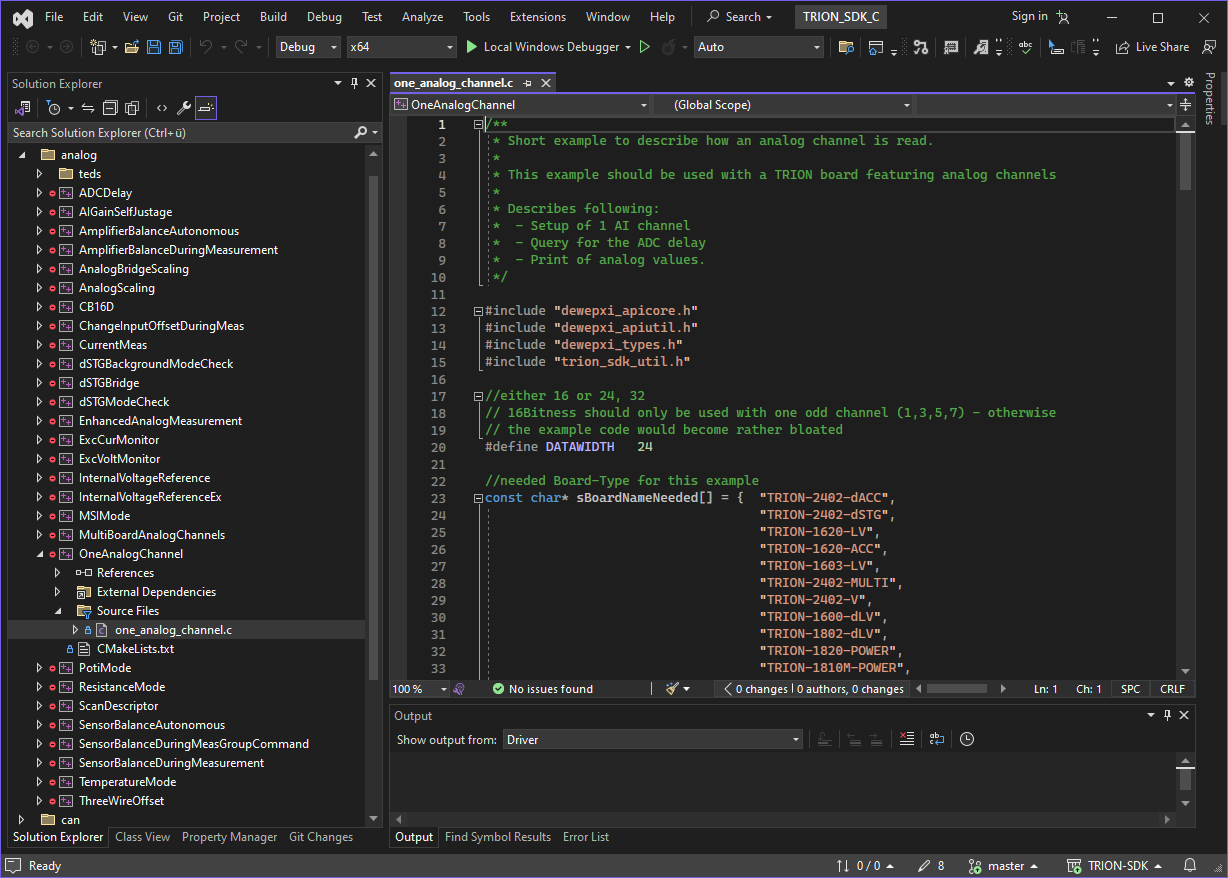 File Edit View Git Project Build Debug Test Analyze Tools Extensions Window Help Search TRION_SDK_C Sign in
Debug x64 Local Windows Debugger Auto Live Share
Solution Explorer
Search Solution Explorer (Ctrl+ü)
analog
teds
ADCDelay
AIGainSelfJustage
AmplifierBalanceAutonomous
AmplifierBalanceDuringMeasurement
AnalogBridgeScaling
AnalogScaling
CB16D
ChangeInputOffsetDuringMeas
CurrentMeas
dSTGBackgroundModeCheck
dSTGBridge
dSTGModeCheck
EnhancedAnalogMeasurement
ExcCurMonitor
ExcVoltMonitor
InternalVoltageReference
InternalVoltageReferenceEx
MSIMode
MultiBoardAnalogChannels
OneAnalogChannel
References
External Dependencies
Source Files
one_analog_channel.c
CMakeLists.txt
PotiMode
ResistanceMode
ScanDescriptor
SensorBalanceAutonomous
SensorBalanceDuringMeasGroupCommand
SensorBalanceDuringMeasurement
TemperatureMode
ThreeWireOffset
can
Solution Explorer Class View Property Manager Git Changes
one_analog_channel.c
OneAnalogChannel (Global Scope)
Properties
1 /**
2 * Short example to describe how an analog channel is read.
3 *
4 * This example should be used with a TRION board featuring analog channels
5 *
6 * Describes following:
7 *  - Setup of 1 AI channel
8 *  - Query for the ADC delay
9 *  - Print of analog values.
10 */
11
12 #include "dewepxi_apicore.h"
13 #include "dewepxi_apiutil.h"
14 #include "dewepxi_types.h"
15 #include "trion_sdk_util.h"
16
17 //either 16 or 24, 32
18 // 16Bitness should only be used with one odd channel (1,3,5,7) - otherwise
19 // the example code would become rather bloated
20 #define DATAWIDTH   24
21
22 //needed Board-Type for this example
23 const char* sBoardNameNeeded[] = {  "TRION-2402-dACC",
24 "TRION-2402-dSTG",
25 "TRION-1620-LV",
26 "TRION-1620-ACC",
27 "TRION-1603-LV",
28 "TRION-2402-MULTI",
29 "TRION-2402-V",
30 "TRION-1600-dLV",
31 "TRION-1802-dLV",
32 "TRION-1820-POWER",
33 "TRION-1810M-POWER",
100 % No issues found 0 changes | 0 authors, 0 changes Ln: 1 Ch: 1 SPC CRLF
Output
Show output from: Driver
Output Find Symbol Results Error List
Ready 0 / 0 8 master TRION-SDK